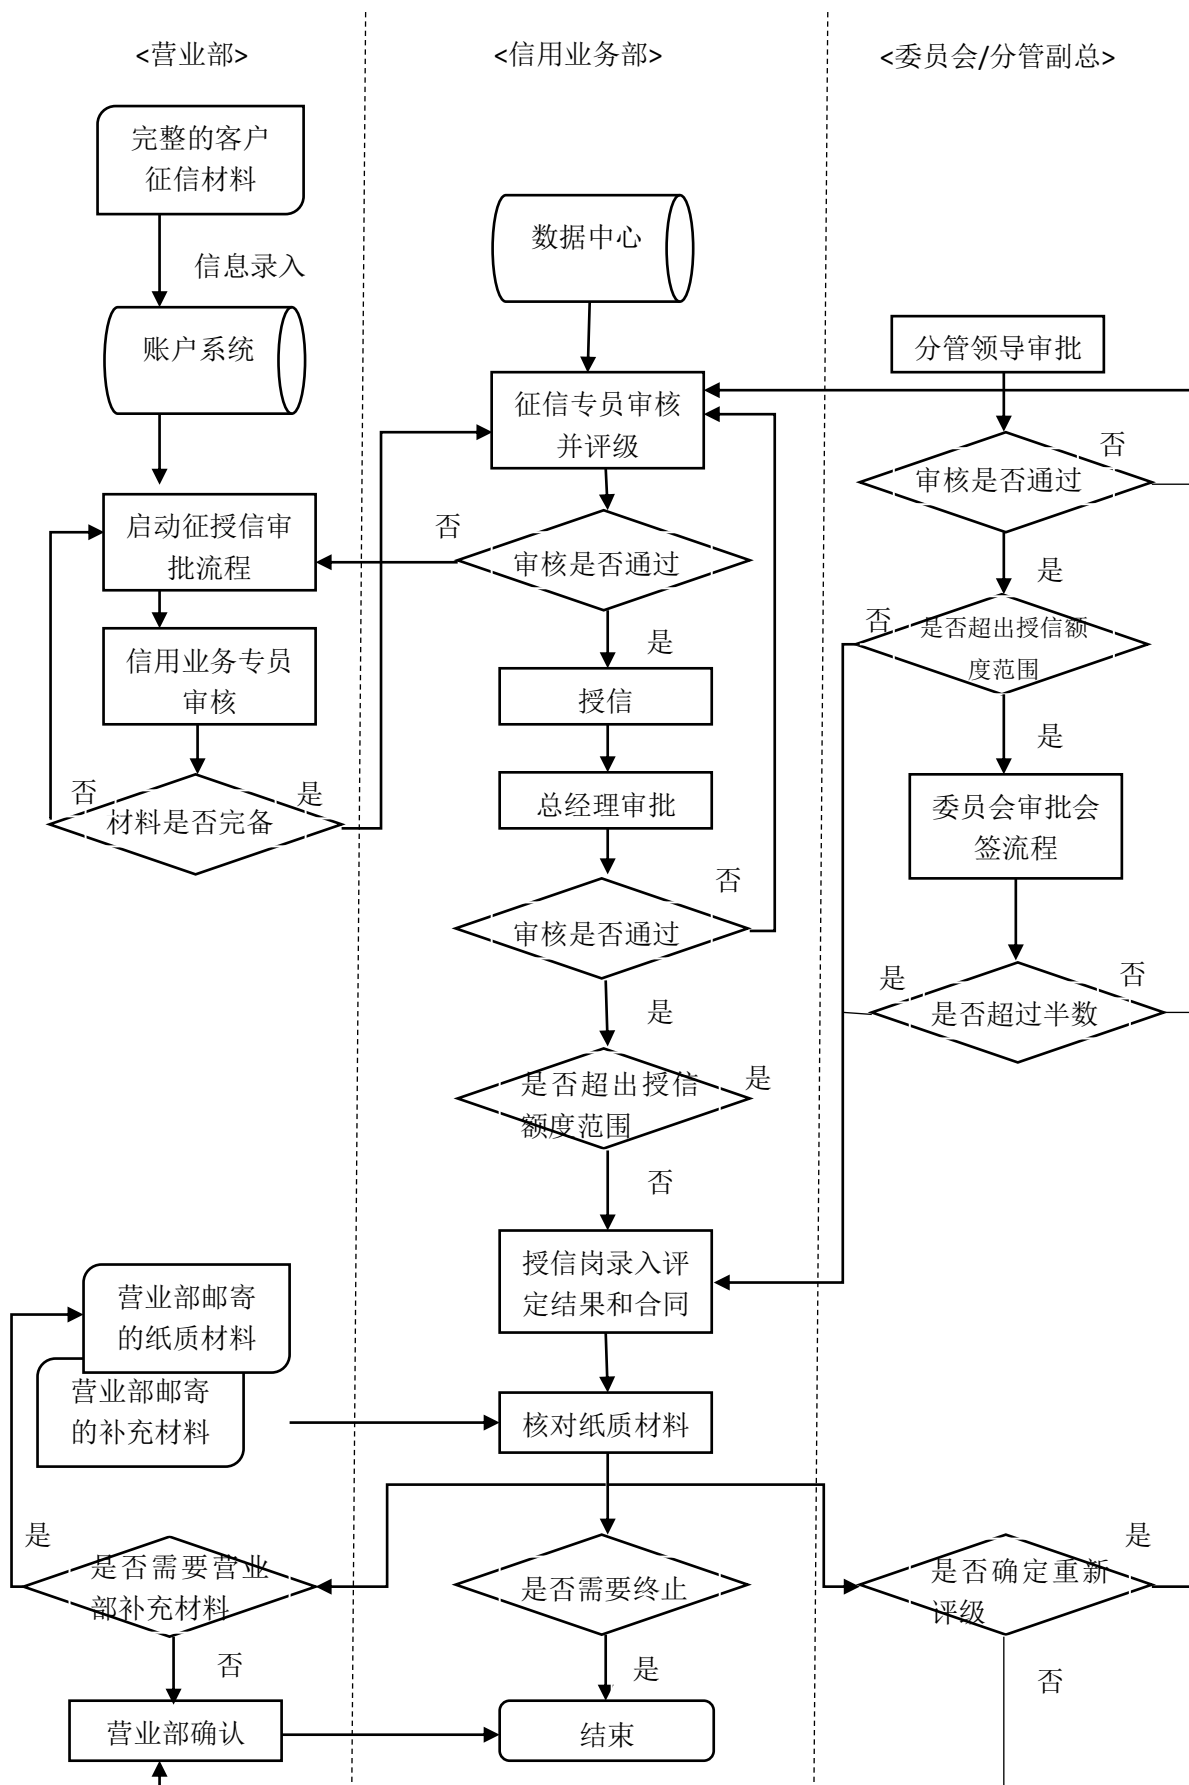 <营业部>
<信用业务部>
<委员会/分管副总>
完整的客户
征信材料
信息录入
账户系统
启动征授信审
批流程
信用业务专员
审核
否
材料是否完备
是
数据中心
征信专员审核
并评级
否
审核是否通过
是
授信
总经理审批
否
审核是否通过
是
是否超出授信
额度范围
是
否
授信岗录入评
定结果和合同
核对纸质材料
是否需要终止
是
结束
分管领导审批
否
审核是否通过
是
否
是否超出授信额
度范围
是
委员会审批会
签流程
是
否
是否超过半数
营业部邮寄
的纸质材料
营业部邮寄
的补充材料
是
是否需要营业
部补充材料
否
营业部确认
是
是否确定重新
评级
否